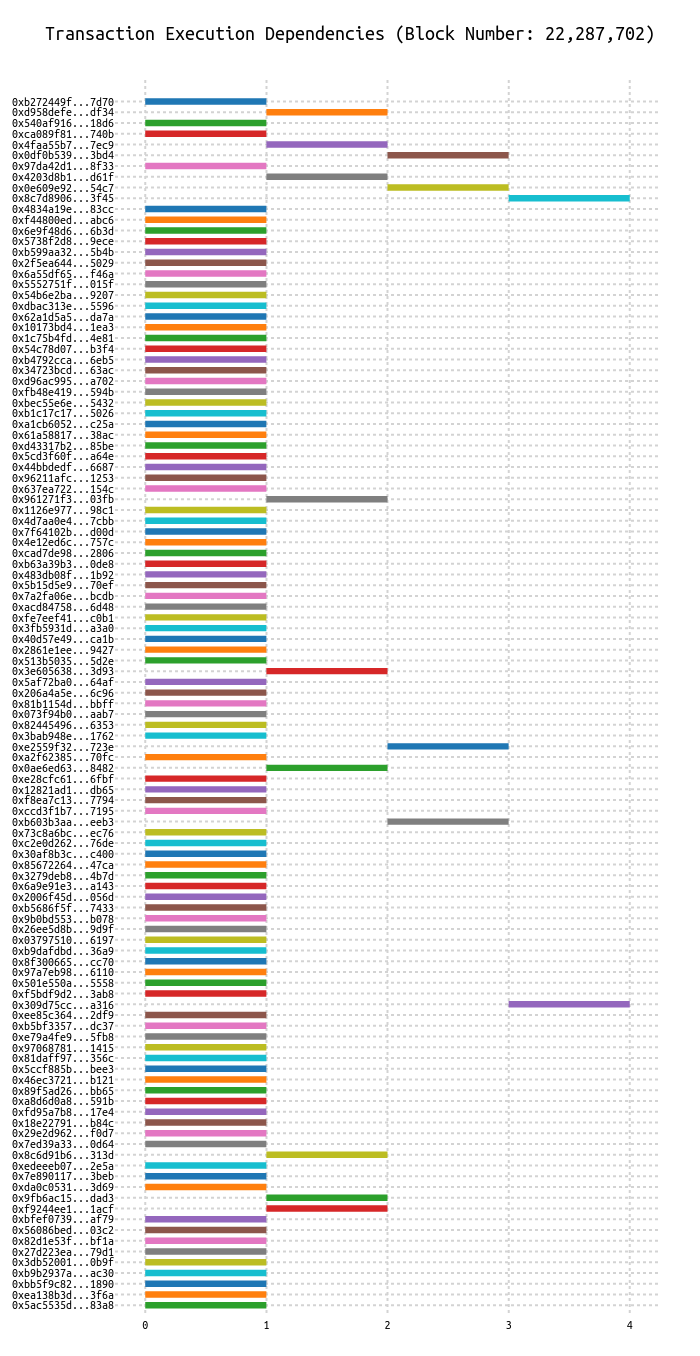 Transaction Execution Dependencies (Block Number: 22,287,702)
0xb272449f...7d70
0xd958defe...df34
0x540af916...18d6
0xca089f81...740b
0x4faa55b7...7ec9
0x0df0b539...3bd4
0x97da42d1...8f33
0x4203d8b1...d61f
0x0e609e92...54c7
0x8c7d8906...3f45
0x4834a19e...83cc
0xf44800ed...abc6
0x6e9f48d6...6b3d
0x5738f2d8...9ece
0xb599aa32...5b4b
0x2f5ea644...5029
0x6a55df65...f46a
0x5552751f...015f
0x54b6e2ba...9207
0xdbac313e...5596
0x62a1d5a5...da7a
0x10173bd4...1ea3
0x1c75b4fd...4e81
0x54c78d07...b3f4
0xb4792cca...6eb5
0x34723bcd...63ac
0xd96ac995...a702
0xfb48e419...594b
0xbec55e6e...5432
0xb1c17c17...5026
0xa1cb6052...c25a
0x61a58817...38ac
0xd43317b2...85be
0x5cd3f60f...a64e
0x44bbdedf...6687
0x96211afc...1253
0x637ea722...154c
0x961271f3...03fb
0x1126e977...98c1
0x4d7aa0e4...7cbb
0x7f64102b...d00d
0x4e12ed6c...757c
0xcad7de98...2806
0xb63a39b3...0de8
0x483db08f...1b92
0x5b15d5e9...70ef
0x7a2fa06e...bcdb
0xacd84758...6d48
0xfe7eef41...c0b1
0x3fb5931d...a3a0
0x40d57e49...ca1b
0x2861e1ee...9427
0x513b5035...5d2e
0x3e605638...3d93
0x5af72ba0...64af
0x206a4a5e...6c96
0x81b1154d...bbff
0x073f94b0...aab7
0x82445496...6353
0x3bab948e...1762
0xe2559f32...723e
0xa2f62385...70fc
0x0ae6ed63...8482
0xe28cfc61...6fbf
0x12821ad1...db65
0xf8ea7c13...7794
0xccd3f1b7...7195
0xb603b3aa...eeb3
0x73c8a6bc...ec76
0xc2e0d262...76de
0x30af8b3c...c400
0x85672264...47ca
0x3279deb8...4b7d
0x6a9e91e3...a143
0x2006f45d...056d
0xb5686f5f...7433
0x9b0bd553...b078
0x26ee5d8b...9d9f
0x03797510...6197
0xb9dafdbd...36a9
0x8f300665...cc70
0x97a7eb98...6110
0x501e550a...5558
0xf5bdf9d2...3ab8
0x309d75cc...a316
0xee85c364...2df9
0xb5bf3357...dc37
0xe79a4fe9...5fb8
0x97068781...1415
0x81daff97...356c
0x5ccf885b...bee3
0x46ec3721...b121
0x89f5ad26...bb65
0xa8d6d0a8...591b
0xfd95a7b8...17e4
0x18e22791...b84c
0x29e2d962...f0d7
0x7ed39a33...0d64
0x8c6d91b6...313d
0xedeeeb07...2e5a
0x7e890117...3beb
0xda0c0531...3d69
0x9fb6ac15...dad3
0xf9244ee1...1acf
0xbfef0739...af79
0x56086bed...03c2
0x82d1e53f...bf1a
0x27d223ea...79d1
0x3db52001...0b9f
0xb9b2937a...ac30
0xbb5f9c82...1890
0xea138b3d...3f6a
0x5ac5535d...83a8
0 1 2 3 4